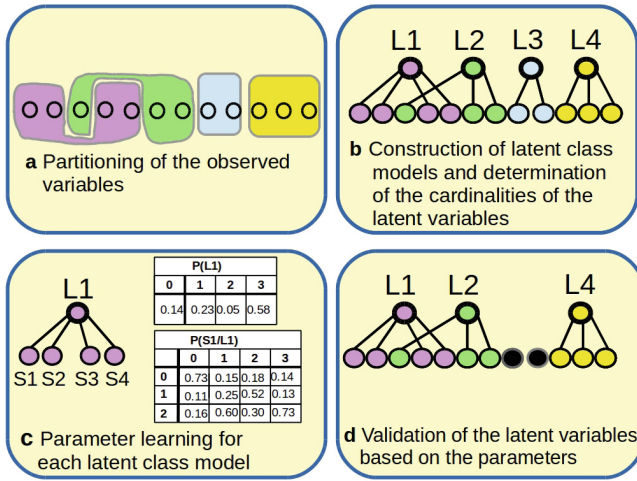 a Partitioning of the observed
variables
L1 L2 L3 L4
b Construction of latent class
models and determination
of the cardinalities of the
latent variables
L1
S1 S2 S3 S4
P(L1)
0 1 2 3
0.14 0.23 0.05 0.58
P(S1/L1)
0 1 2 3
0 0.73 0.15 0.18 0.14
1 0.11 0.25 0.52 0.13
2 0.16 0.60 0.30 0.73
c Parameter learning for
each latent class model
L1 L2 L4
d Validation of the latent variables
based on the parameters